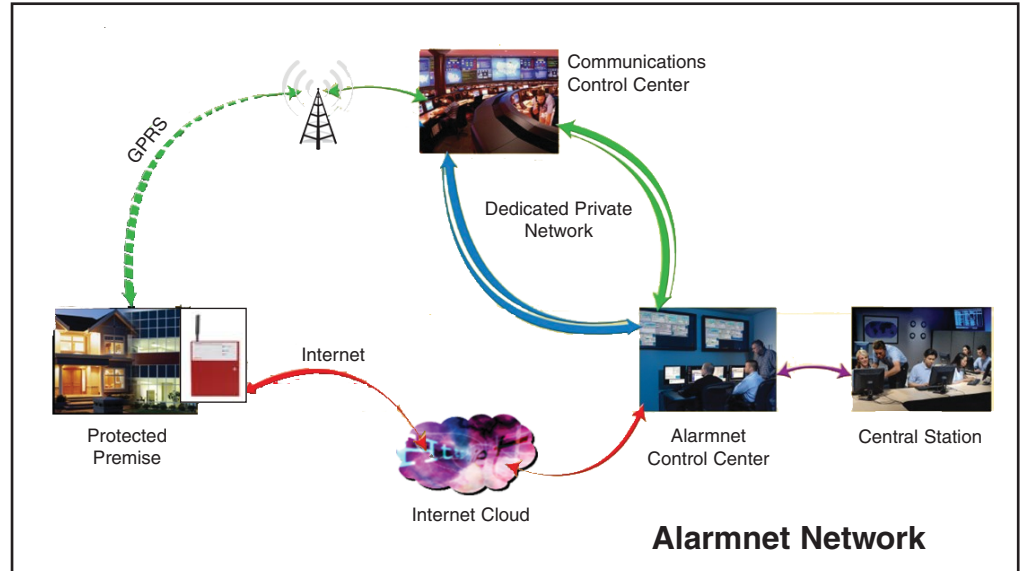 Communications
Control Center
GPRS
Dedicated Private
Network
Internet
Protected
Premise
Alarmnet
Control Center
Central Station
Internet Cloud
Alarmnet Network